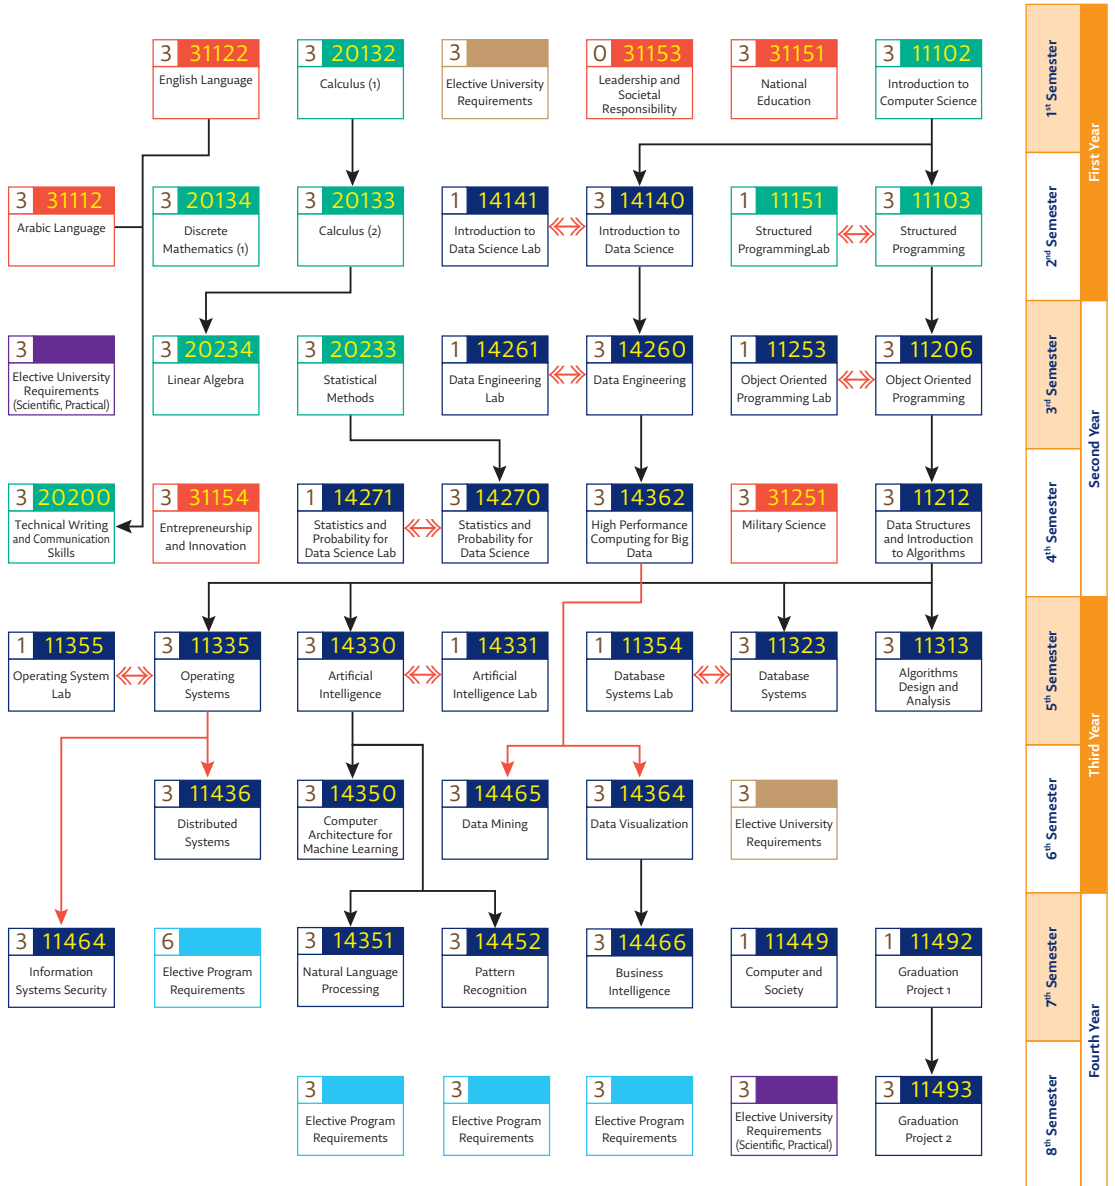 3 31122
English Language
3 20132
Calculus (1)
3
Elective University
Requirements
0 31153
Leadership and
Societal
Responsibility
3 31151
National
Education
3 11102
Introduction to
Computer Science
1st Semester
First Year
3 31112
Arabic Language
3 20134
Discrete
Mathematics (1)
3 20133
Calculus (2)
1 14141
Introduction to
Data Science Lab
3 14140
Introduction to
Data Science
1 11151
Structured
ProgrammingLab
3 11103
Structured
Programming
2nd Semester
3
Elective University
Requirements
(Scientific, Practical)
3 20234
Linear Algebra
3 20233
Statistical
Methods
1 14261
Data Engineering
Lab
3 14260
Data Engineering
1 11253
Object Oriented
Programming Lab
3 11206
Object Oriented
Programming
3rd Semester
Second Year
3 20200
Technical Writing
and Communication
Skills
3 31154
Entrepreneurship
and Innovation
1 14271
Statistics and
Probability for
Data Science Lab
3 14270
Statistics and
Probability for
Data Science
3 14362
High Performance
Computing for Big
Data
3 31251
Military Science
3 11212
Data Structures
and Introduction
to Algorithms
4th Semester
1 11355
Operating System
Lab
3 11335
Operating
Systems
3 14330
Artificial
Intelligence
1 14331
Artificial
Intelligence Lab
1 11354
Database
Systems Lab
3 11323
Database
Systems
3 11313
Algorithms
Design and
Analysis
5th Semester
Third Year
3 11436
Distributed
Systems
3 14350
Computer
Architecture for
Machine Learning
3 14465
Data Mining
3 14364
Data Visualization
3
Elective University
Requirements
6th Semester
3 11464
Information
Systems Security
6
Elective Program
Requirements
3 14351
Natural Language
Processing
3 14452
Pattern
Recognition
3 14466
Business
Intelligence
1 11449
Computer and
Society
1 11492
Graduation
Project 1
7th Semester
Fourth Year
3
Elective Program
Requirements
3
Elective Program
Requirements
3
Elective Program
Requirements
3
Elective University
Requirements
(Scientific, Practical)
3 11493
Graduation
Project 2
8th Semester